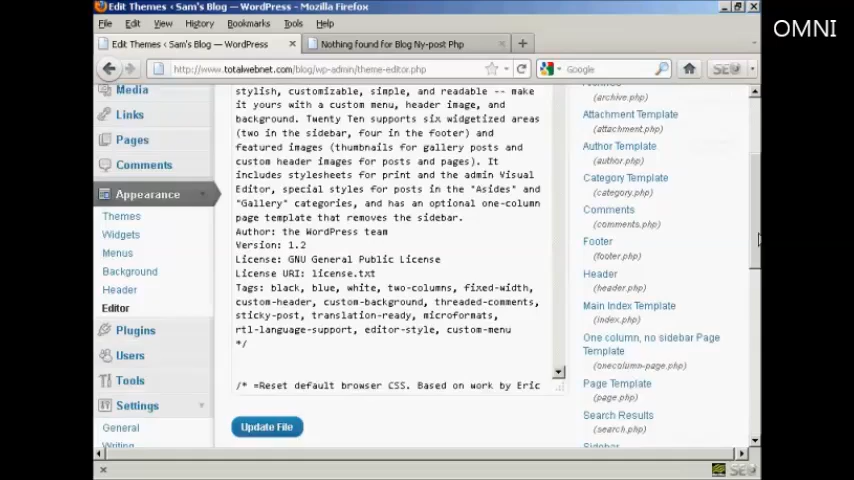 Edit Themes ‹ Sam's Blog — WordPress - Mozilla Firefox
OMNI
File Edit View History Bookmarks Tools Help
Edit Themes ‹ Sam's Blog — WordPress × Nothing found for Blog Ny-post Php × +
http://www.totalwebnet.com/blog/wp-admin/theme-editor.php
Google
SE
Media
Links
Pages
Comments
Appearance
Themes
Widgets
Menus
Background
Header
Editor
Plugins
Users
Tools
Settings
General
Writing
stylish, customizable, simple, and readable -- make
it yours with a custom menu, header image, and
background. Twenty Ten supports six widgetized areas
(two in the sidebar, four in the footer) and
featured images (thumbnails for gallery posts and
custom header images for posts and pages). It
includes stylesheets for print and the admin Visual
Editor, special styles for posts in the "Asides" and
"Gallery" categories, and has an optional one-column
page template that removes the sidebar.
Author: the WordPress team
Version: 1.2
License: GNU General Public License
License URI: license.txt
Tags: black, blue, white, two-columns, fixed-width,
custom-header, custom-background, threaded-comments,
sticky-post, translation-ready, microformats,
rtl-language-support, editor-style, custom-menu
*/
/* =Reset default browser CSS. Based on work by Eric
Update File
(archive.php)
Attachment Template
(attachment.php)
Author Template
(author.php)
Category Template
(category.php)
Comments
(comments.php)
Footer
(footer.php)
Header
(header.php)
Main Index Template
(index.php)
One column, no sidebar Page
Template
(onecolumn-page.php)
Page Template
(page.php)
Search Results
(search.php)
Sidebar
×
SE